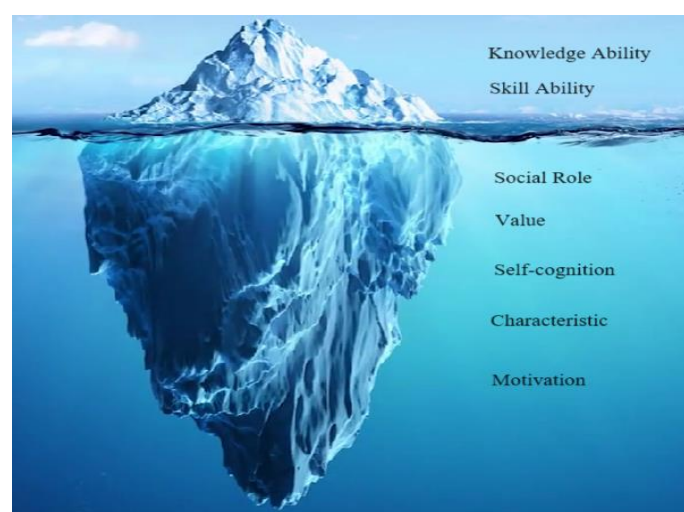 Knowledge Ability
Skill Ability
Social Role
Value
Self-cognition
Characteristic
Motivation